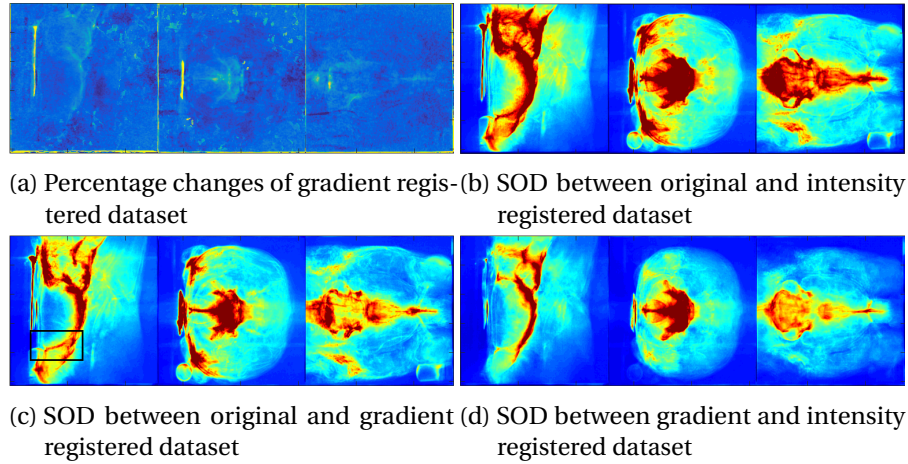 (a) Percentage changes of gradient regis-
tered dataset
(b) SOD between original and intensity
registered dataset
(c) SOD between original and gradient
registered dataset
(d) SOD between gradient and intensity
registered dataset